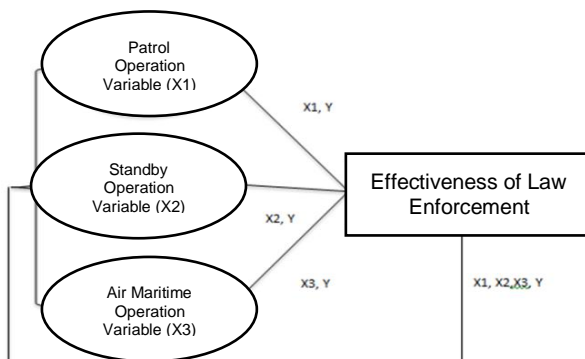 Patrol
Operation
Variable (X1)
X1, Y
Standby
Operation
Variable (X2)
Effectiveness of Law
Enforcement
X2, Y
X3, Y
X1, X2,X3, Y
Air Maritime
Operation
Variable (X3)